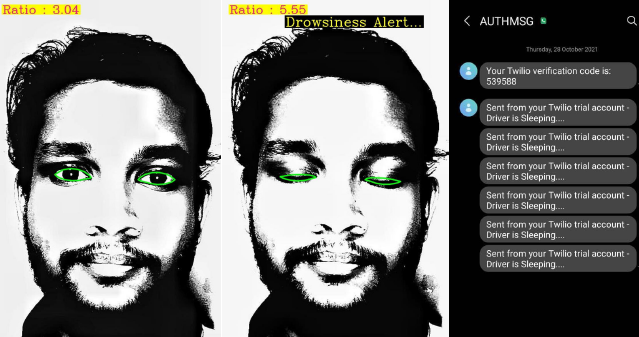 Ratio : 3.04
Ratio : 5.55
Drowsiness Alert...
AUTHMSG
Thursday, 28 October 2021
Your Twilio verification code is:
539588
Sent from your Twilio trial account -
Driver is Sleeping....
Sent from your Twilio trial account -
Driver is Sleeping....
Sent from your Twilio trial account -
Driver is Sleeping....
Sent from your Twilio trial account -
Driver is Sleeping....
Sent from your Twilio trial account -
Driver is Sleeping....
Sent from your Twilio trial account -
Driver is Sleeping....